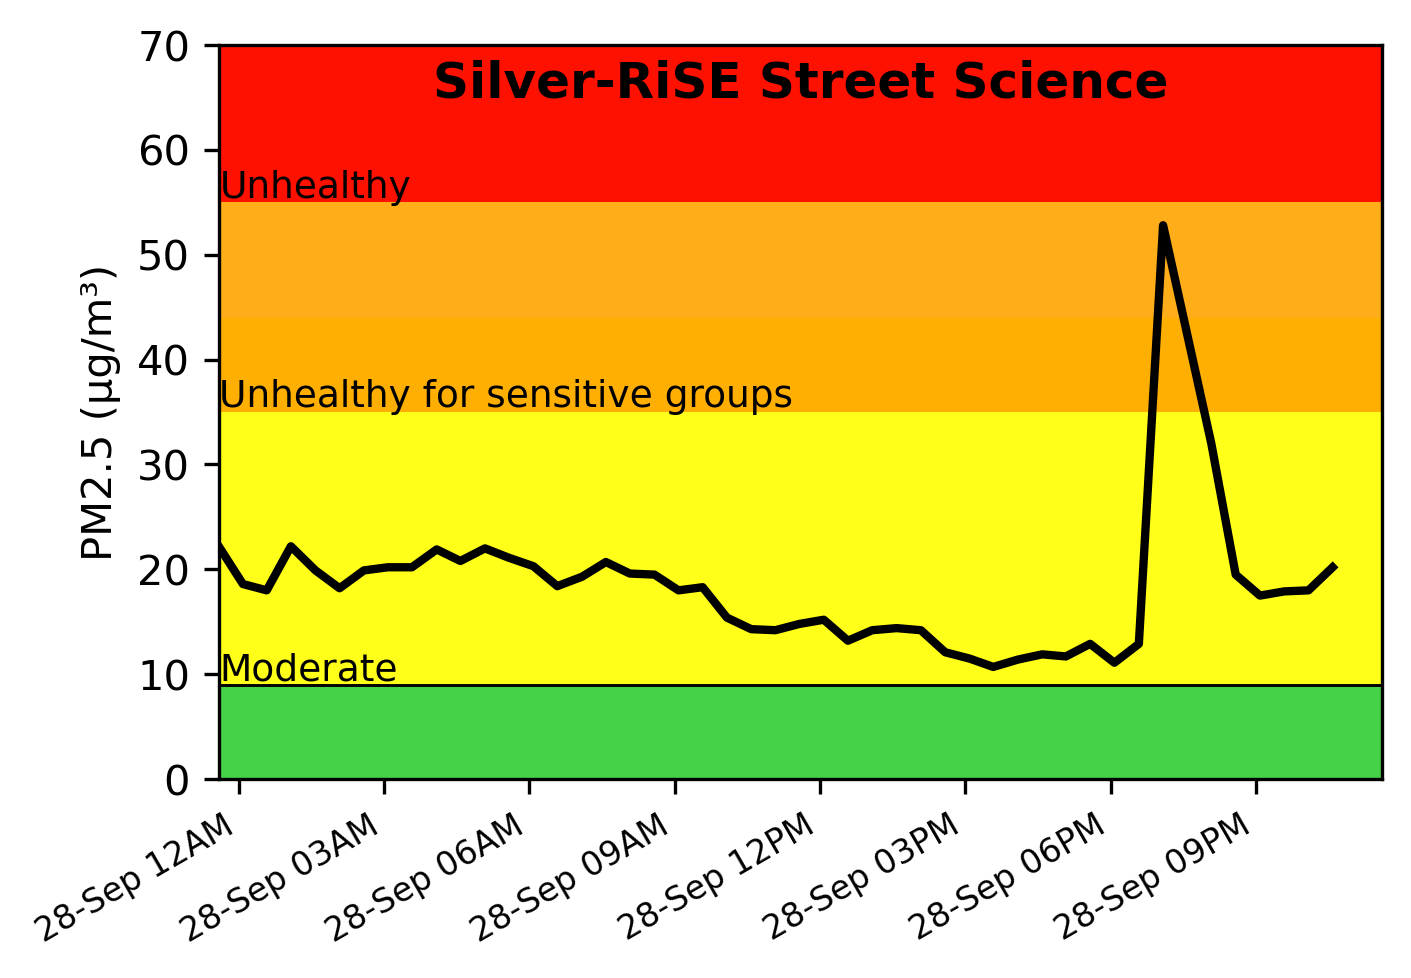 Silver-RiSE Street Science
PM2.5 (µg/m³)
70
60
Unhealthy
50
40
Unhealthy for sensitive groups
30
20
10
Moderate
0
28-Sep 12AM
28-Sep 03AM
28-Sep 06AM
28-Sep 09AM
28-Sep 12PM
28-Sep 03PM
28-Sep 06PM
28-Sep 09PM